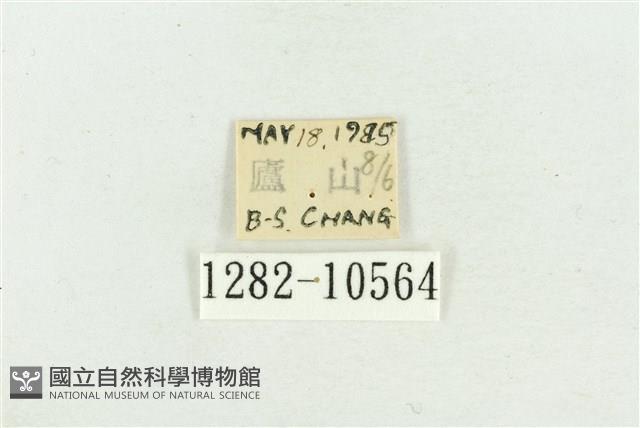 MAY 18, 1985
廬 山 8/6
B-S. CHANG
1282-10564
國立自然科學博物館
NATIONAL MUSEUM OF NATURAL SCIENCE